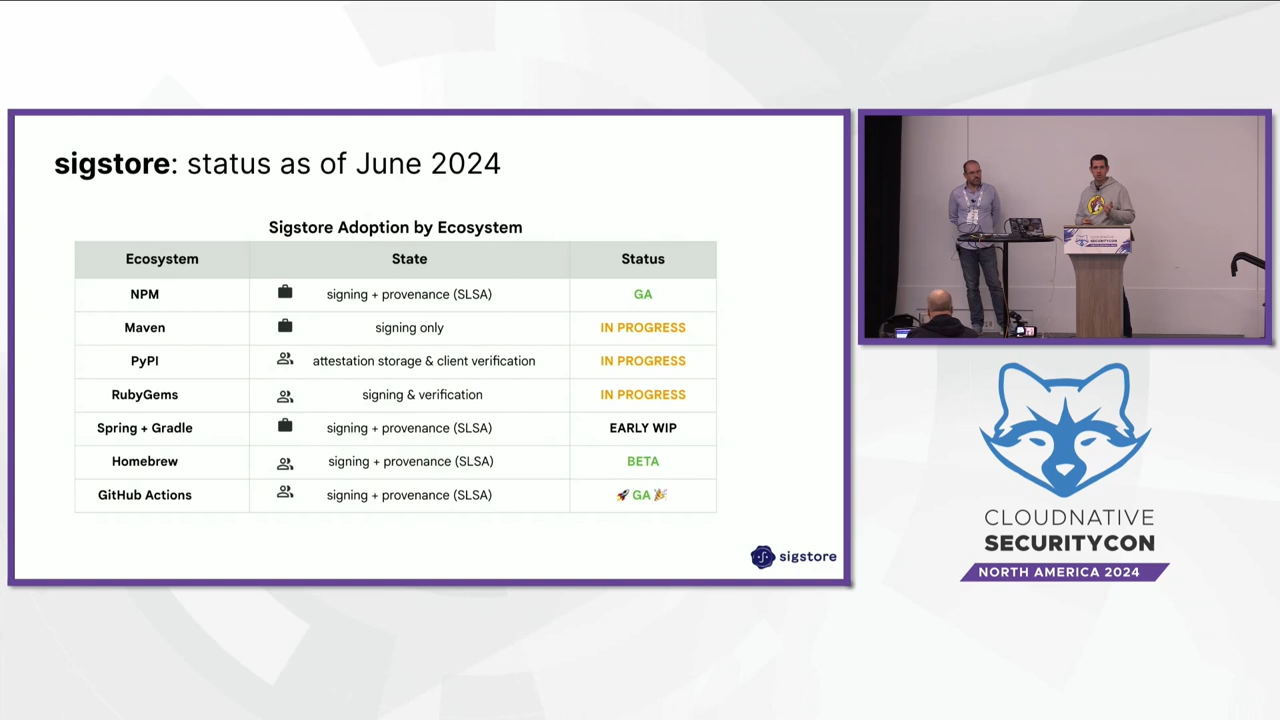 sigstore: status as of June 2024
Sigstore Adoption by Ecosystem
Ecosystem State Status
NPM signing + provenance (SLSA) GA
Maven signing only IN PROGRESS
PyPI attestation storage & client verification IN PROGRESS
RubyGems signing & verification IN PROGRESS
Spring + Gradle signing + provenance (SLSA) EARLY WIP
Homebrew signing + provenance (SLSA) BETA
GitHub Actions signing + provenance (SLSA) 🚀 GA 🎉
sigstore
CLOUDNATIVE
SECURITYCON
CLOUDNATIVE
SECURITYCON
NORTH AMERICA 2024